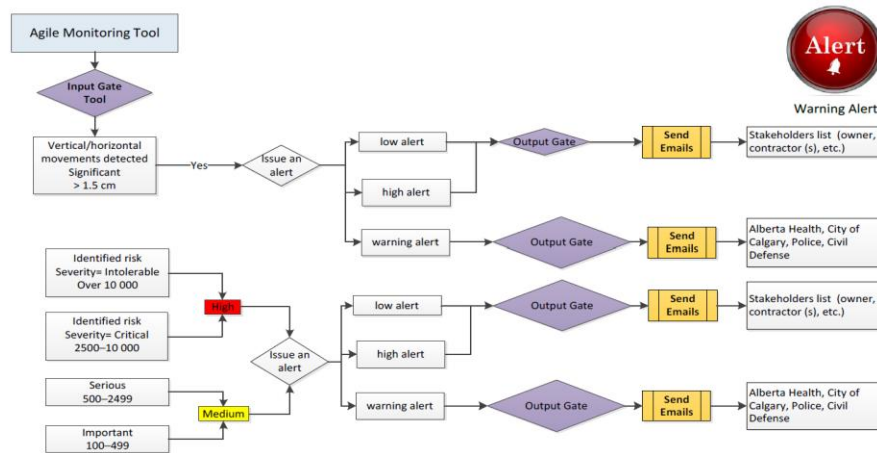 Agile Monitoring Tool
Input Gate
Tool
Vertical/horizontal
movements detected
Significant
> 1.5 cm
Yes
Issue an
alert
low alert
high alert
warning alert
Output Gate
Send
Emails
Stakeholders list (owner,
contractor (s), etc.)
Output Gate
Send
Emails
Alberta Health, City of
Calgary, Police, Civil
Defense
Alert
Warning Alert
Identified risk
Severity= Intolerable
Over 10 000
Identified risk
Severity= Critical
2500–10 000
High
Serious
500–2499
Important
100–499
Medium
Issue an
alert
low alert
high alert
warning alert
Output Gate
Send
Emails
Stakeholders list (owner,
contractor (s), etc.)
Output Gate
Send
Emails
Alberta Health, City of
Calgary, Police, Civil
Defense